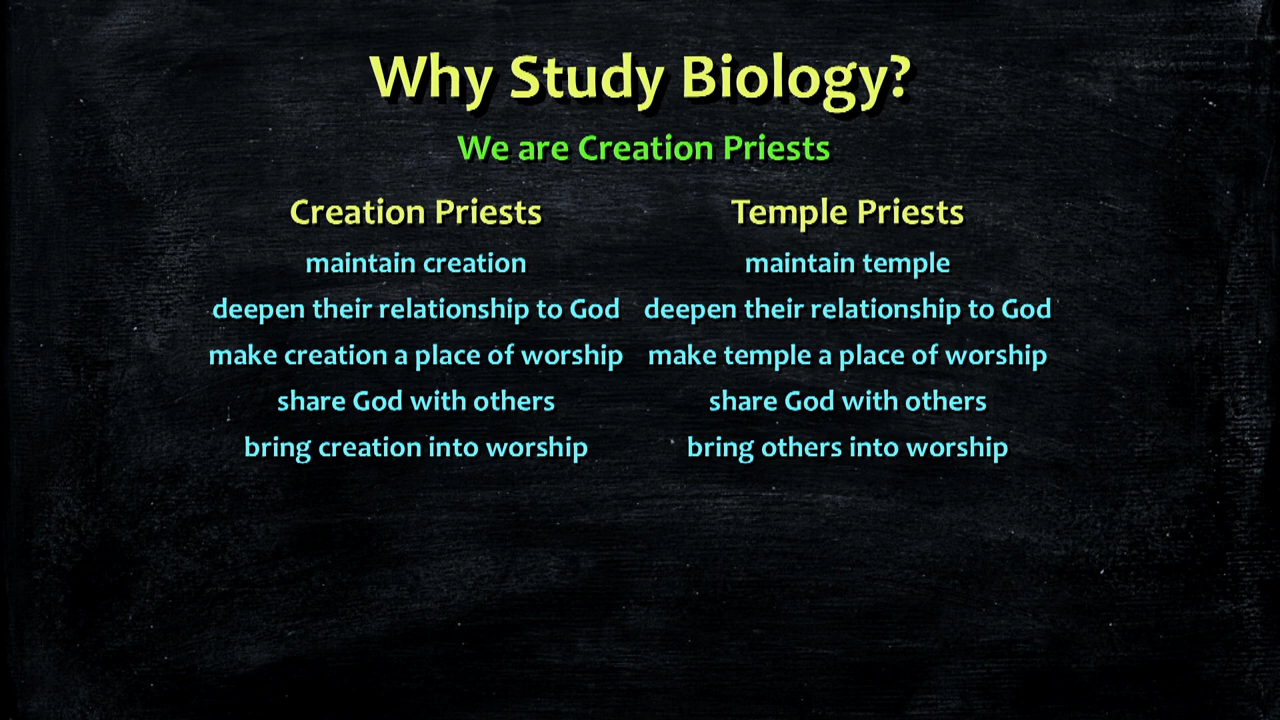 Why Study Biology?
We are Creation Priests
Creation Priests Temple Priests
maintain creation maintain temple
deepen their relationship to God deepen their relationship to God
make creation a place of worship make temple a place of worship
share God with others share God with others
bring creation into worship bring others into worship